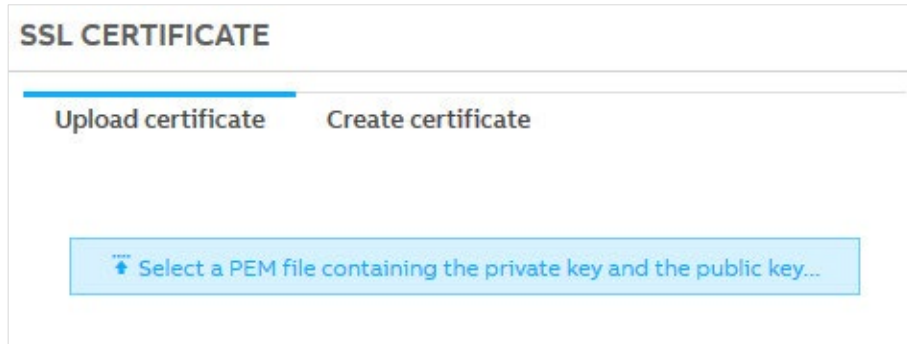 SSL CERTIFICATE
Upload certificate Create certificate
Select a PEM file containing the private key and the public key...